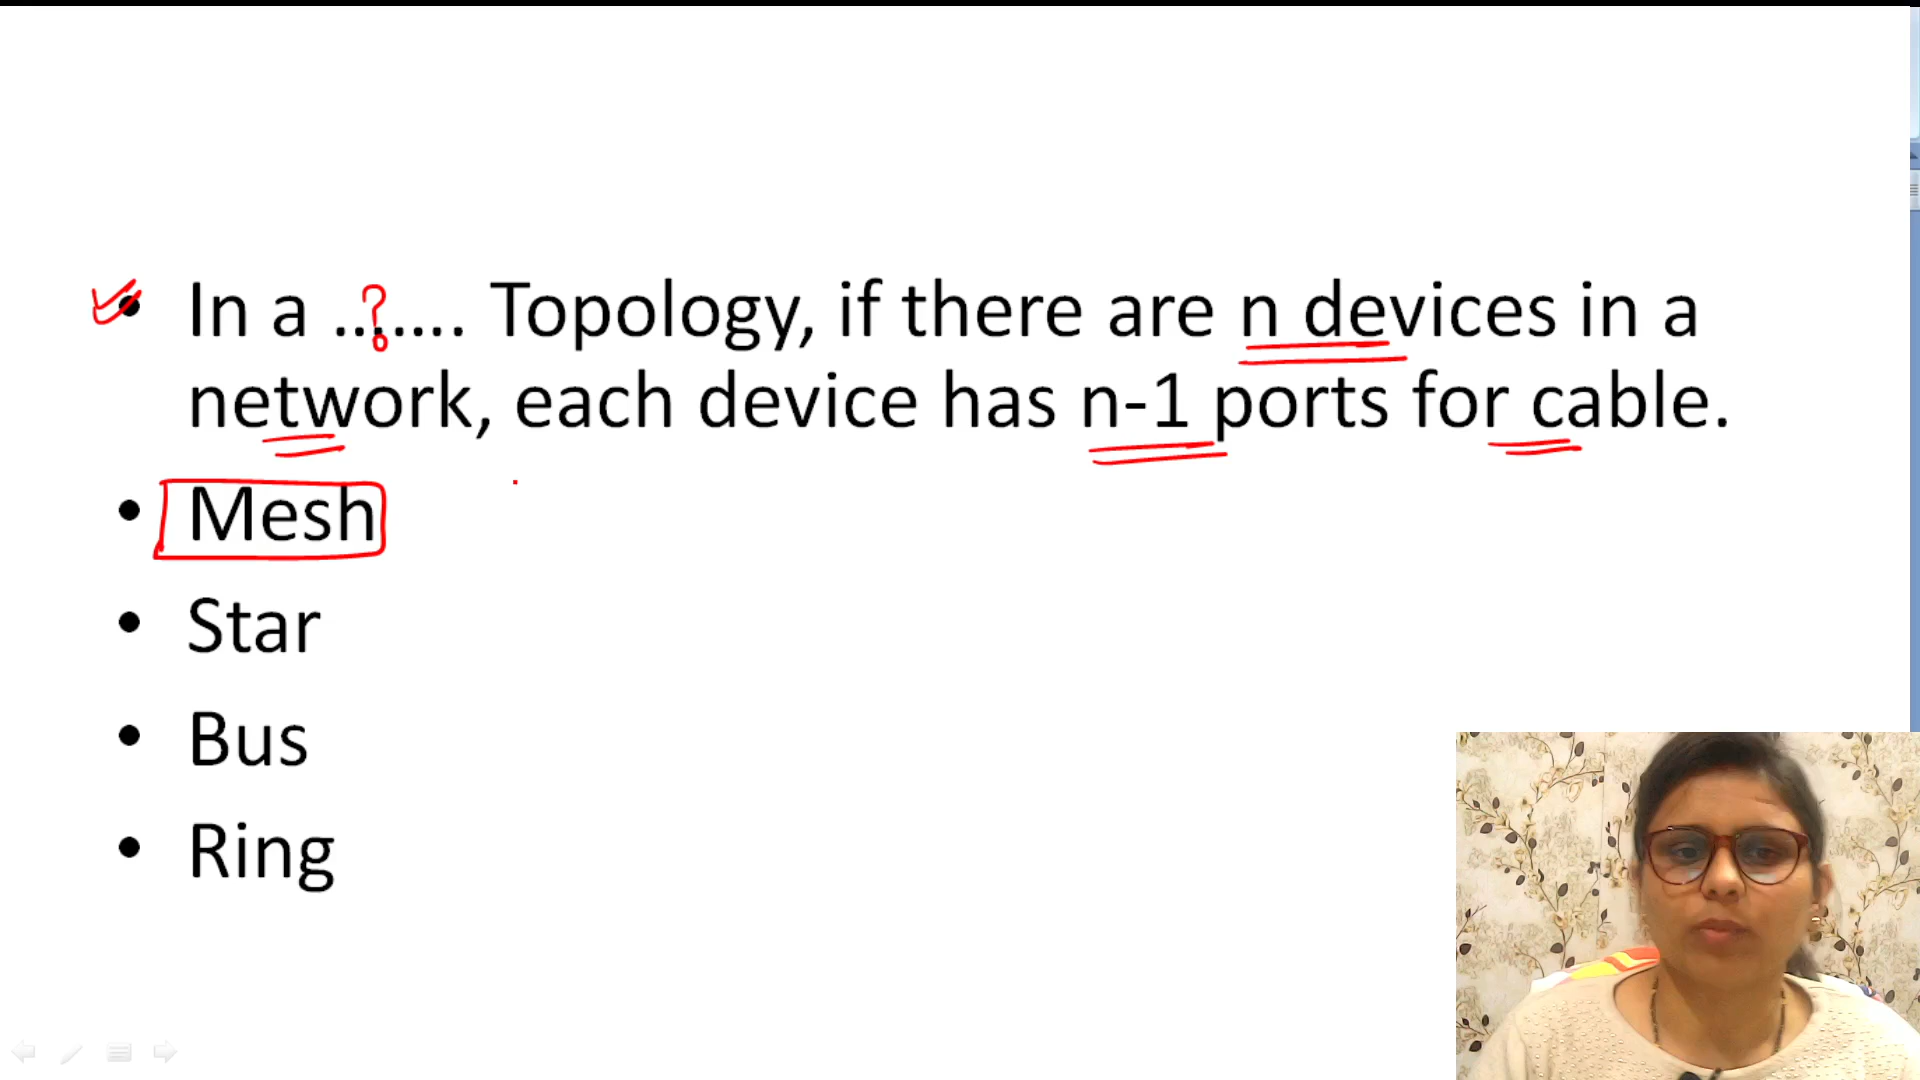 In a ........ Topology, if there are n devices in a
network, each device has n-1 ports for cable.
Mesh
Star
Bus
Ring
?